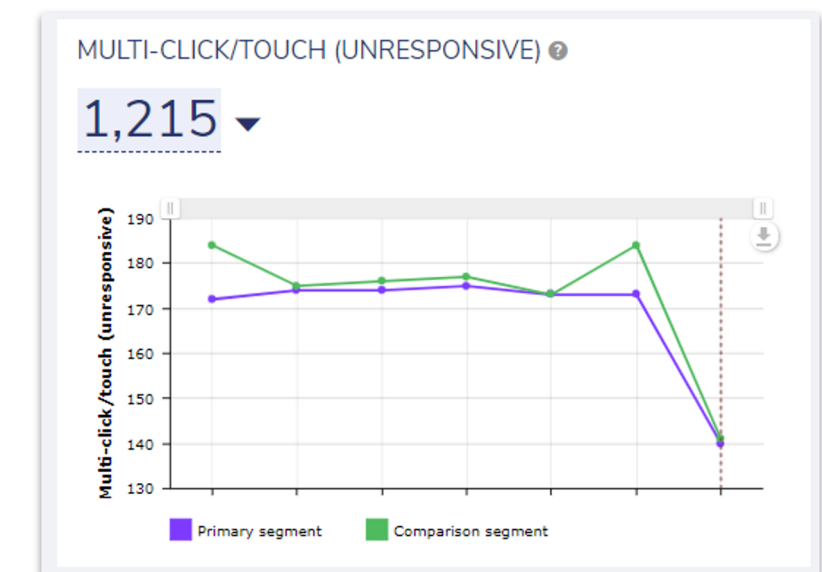 MULTI-CLICK/TOUCH (UNRESPONSIVE) ?
1,215
Multi-click/touch (unresponsive)
190
180
170
160
150
140
130
Primary segment
Comparison segment